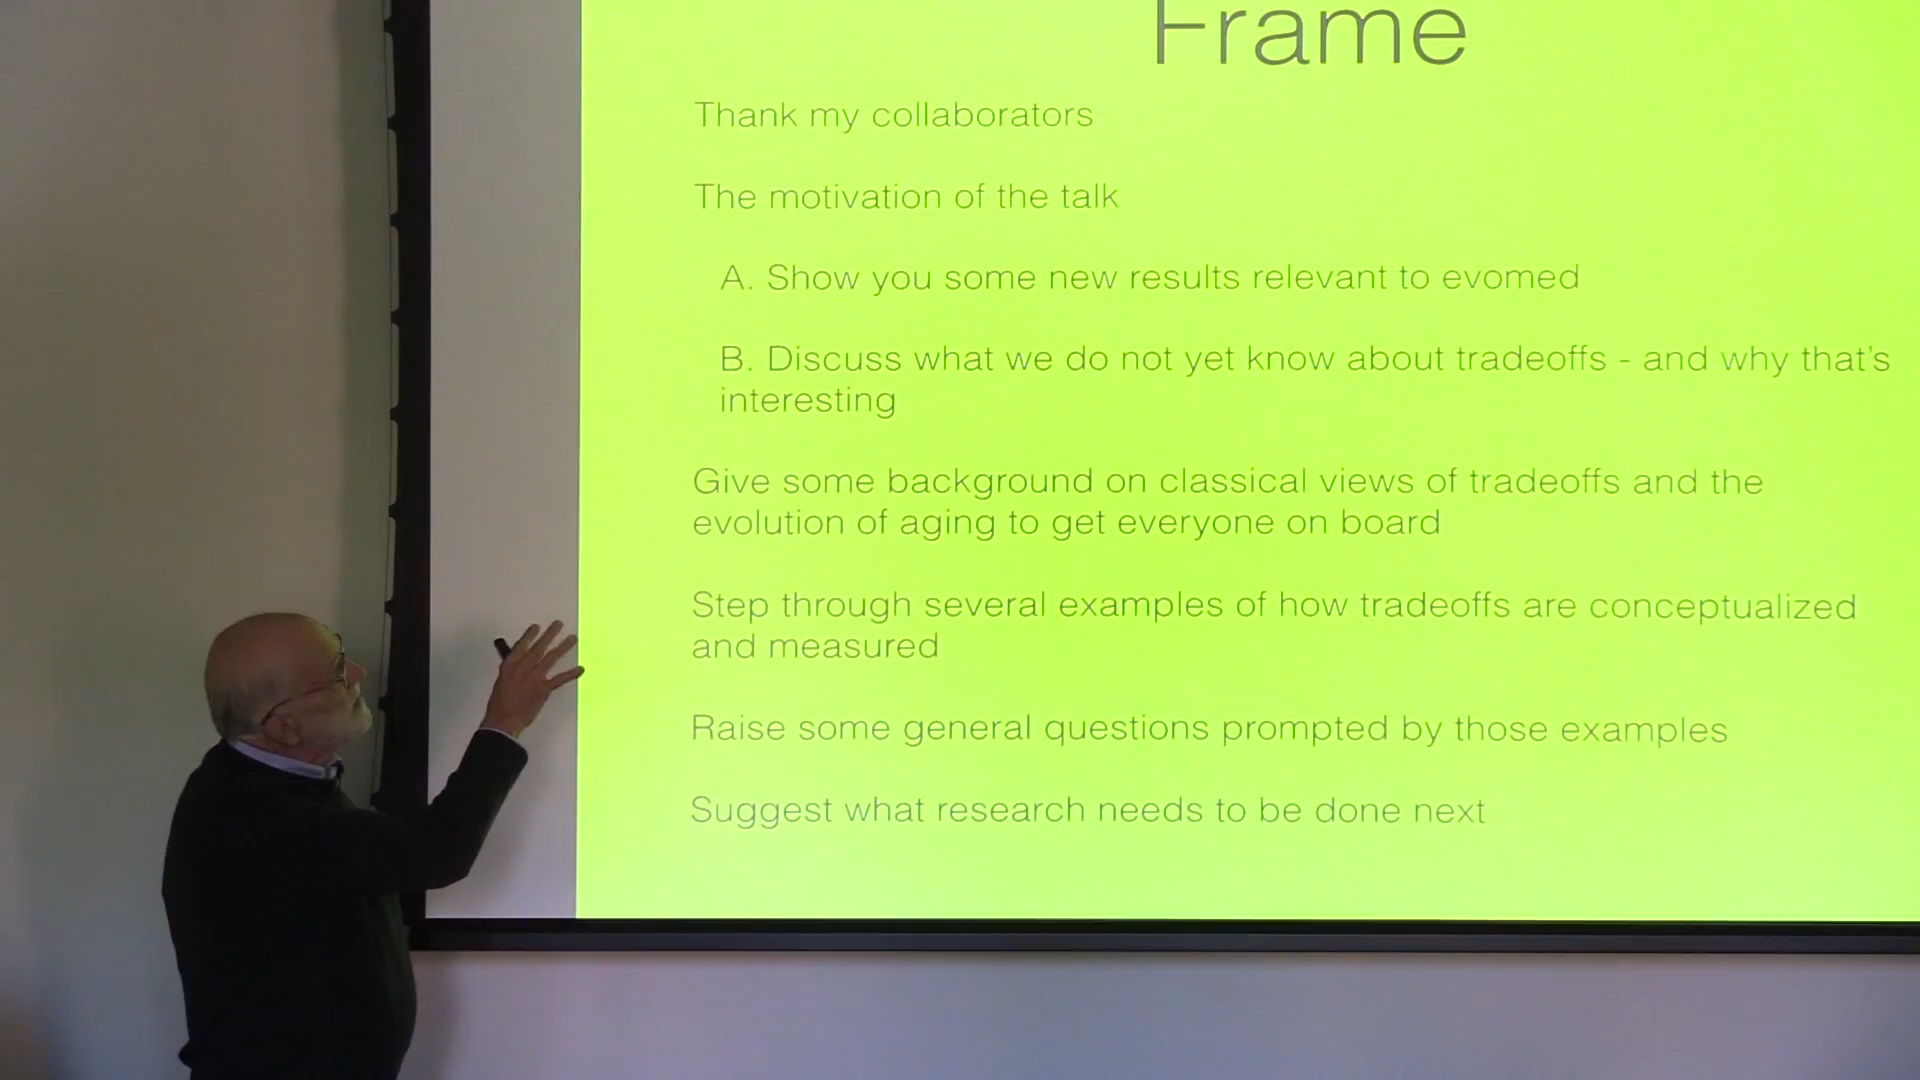 Frame
Thank my collaborators
The motivation of the talk
A. Show you some new results relevant to evomed
B. Discuss what we do not yet know about tradeoffs - and why that's
interesting
Give some background on classical views of tradeoffs and the
evolution of aging to get everyone on board
Step through several examples of how tradeoffs are conceptualized
and measured
Raise some general questions prompted by those examples
Suggest what research needs to be done next